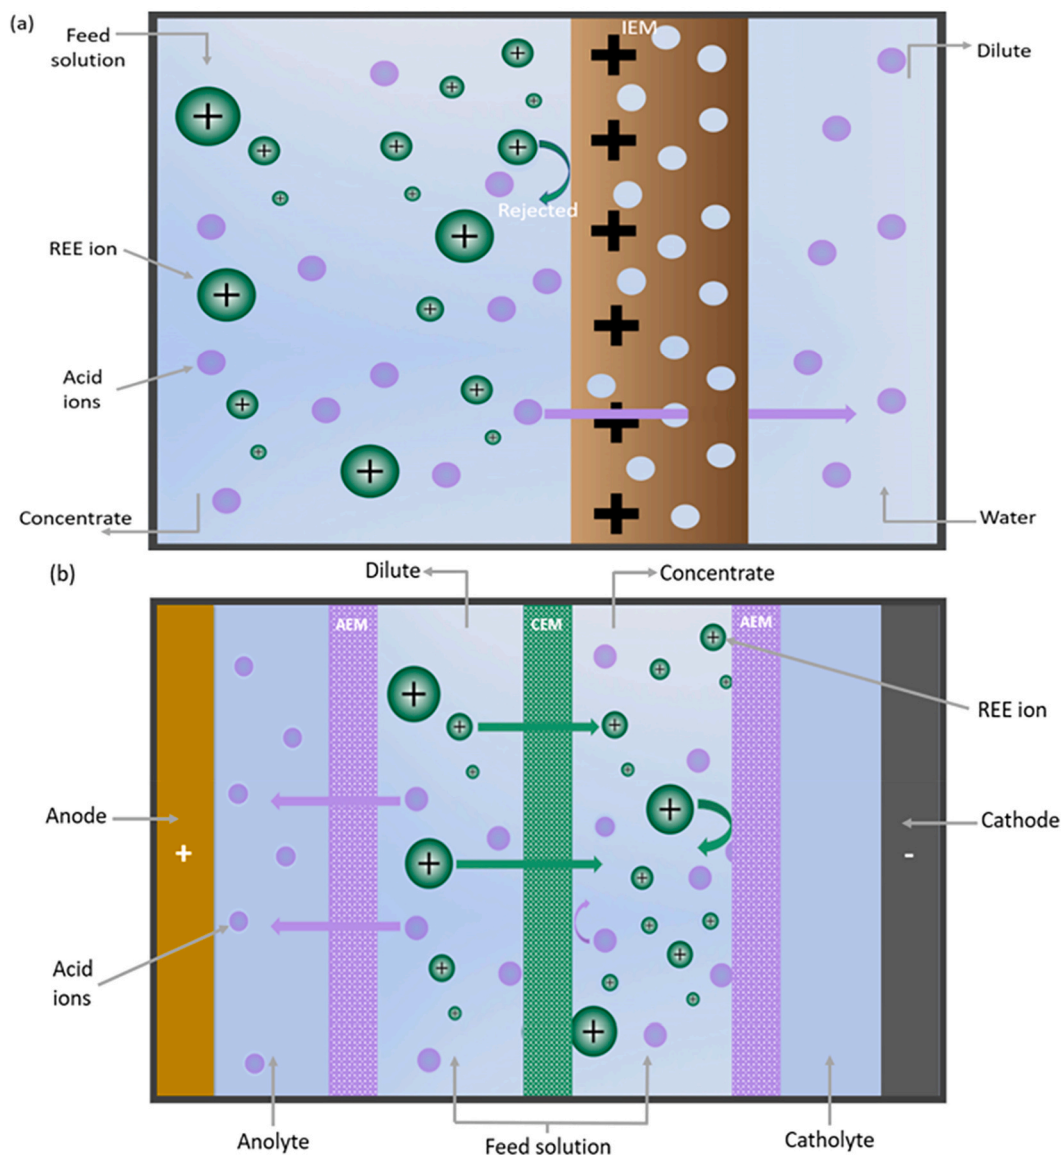 (a)
Feed
solution
IEM
Dilute
Rejected
REE ion
Acid
ions
Concentrate
Water
(b)
Dilute
Concentrate
AEM
CEM
AEM
REE ion
Anode
Cathode
+
-
Acid
ions
Anolyte
Feed solution
Catholyte